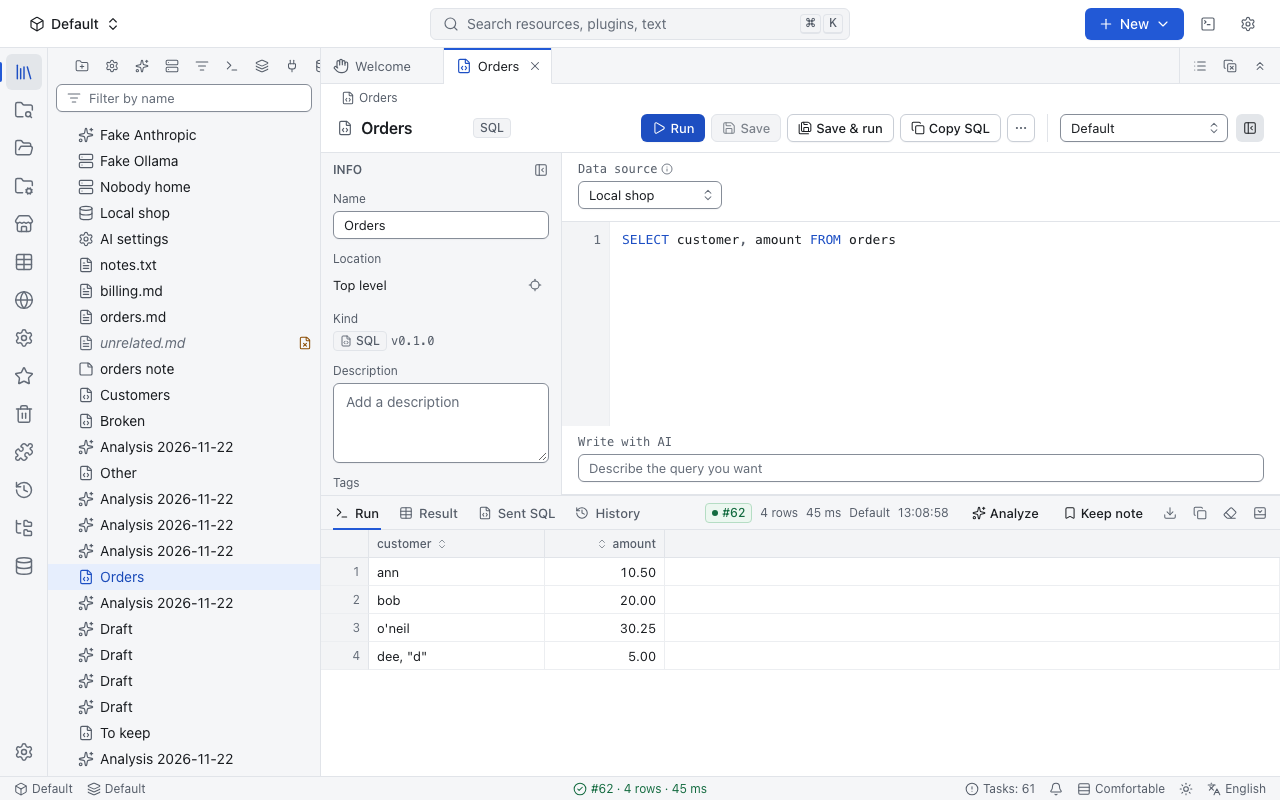 Default
Search resources, plugins, text
⌘ K
New
Welcome
Orders
Filter by name
Fake Anthropic
Fake Ollama
Nobody home
Local shop
AI settings
notes.txt
billing.md
orders.md
unrelated.md
orders note
Customers
Broken
Analysis 2026-11-22
Other
Analysis 2026-11-22
Analysis 2026-11-22
Analysis 2026-11-22
Orders
Analysis 2026-11-22
Draft
Draft
Draft
Draft
To keep
Analysis 2026-11-22
Orders
Orders SQL
Run Save Save & run Copy SQL ... Default
INFO
Name
Orders
Location
Top level
Kind
SQL v0.1.0
Description
Add a description
Tags
Data source
Local shop
1 SELECT customer, amount FROM orders
Write with AI
Describe the query you want
Run Result Sent SQL History #62 4 rows 45 ms Default 13:08:58 Analyze Keep note
customer amount
1 ann 10.50
2 bob 20.00
3 o'neil 30.25
4 dee, "d" 5.00
Default Default #62 · 4 rows · 45 ms Tasks: 61 Comfortable English